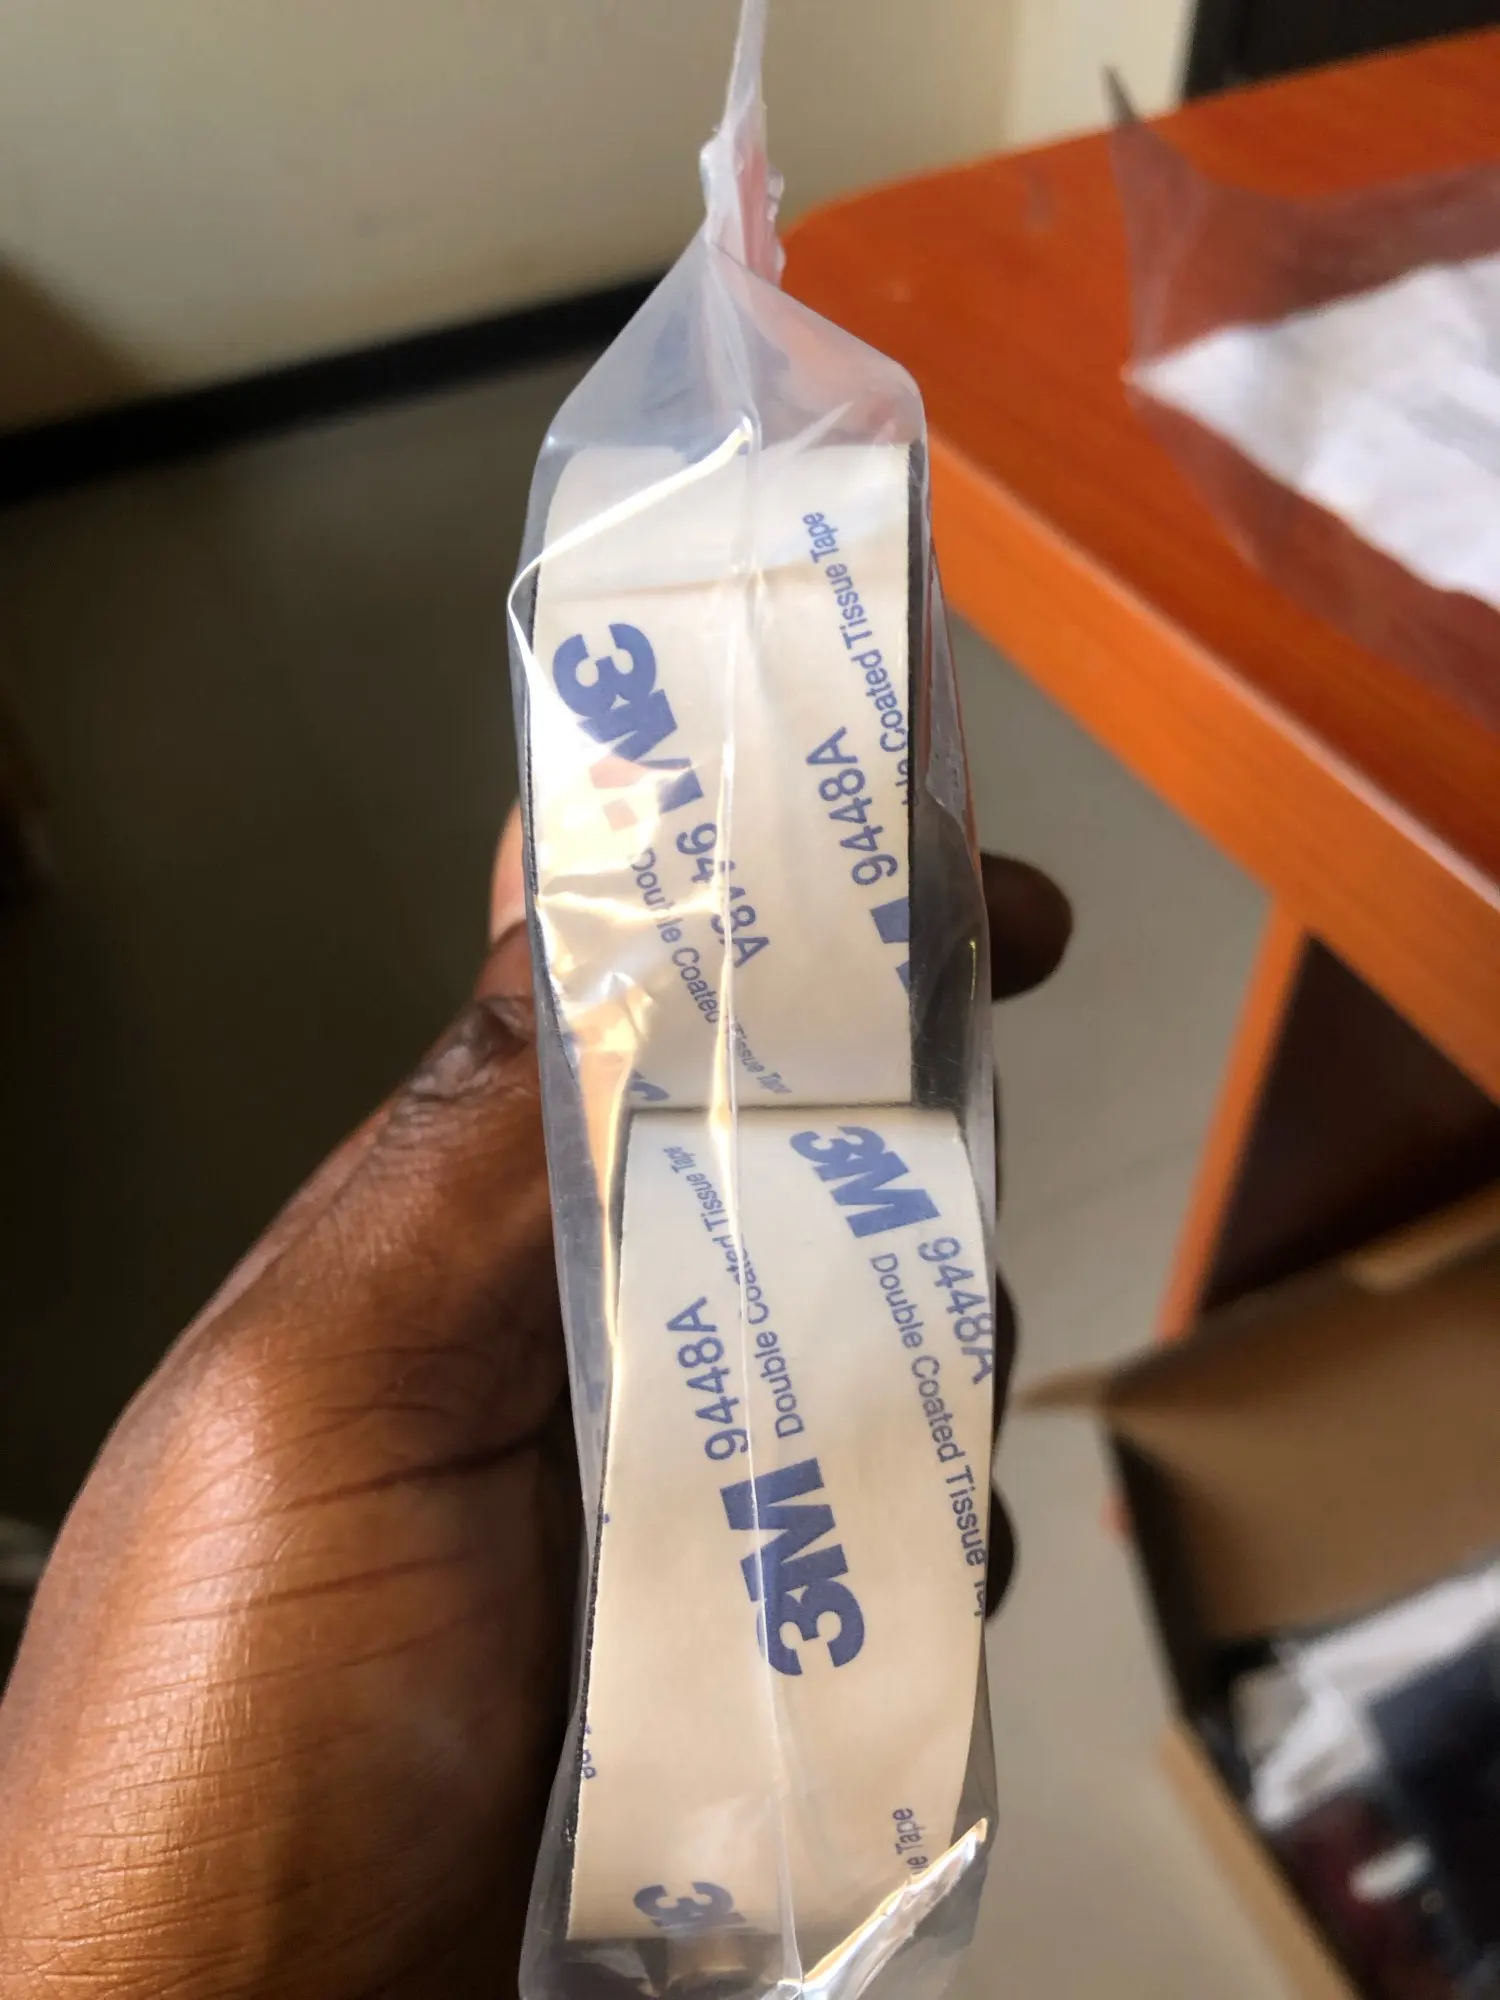 3M 9448A
Double Coated Tissue Tape
9448A
Coated Tissue Tape
3M 9448A
Double Coated Tissue
3M 9448A
Double Coated Tissue Tape
Tape
3M